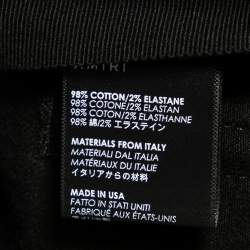 AMIRI
98% COTTON/2% ELASTANE
98% COTONE/2% ELASTAN
98% COTON/2% ELASTHANNE
98% 綿/2% エラステイン
MATERIALS FROM ITALY
MATERIALI DAL ITALIA
MATÉRIAUX DU ITALIE
イタリアからの材料
MADE IN USA
FATTO IN STATI UNITI
FABRIQUÉ AUX ÉTATS-UNIS